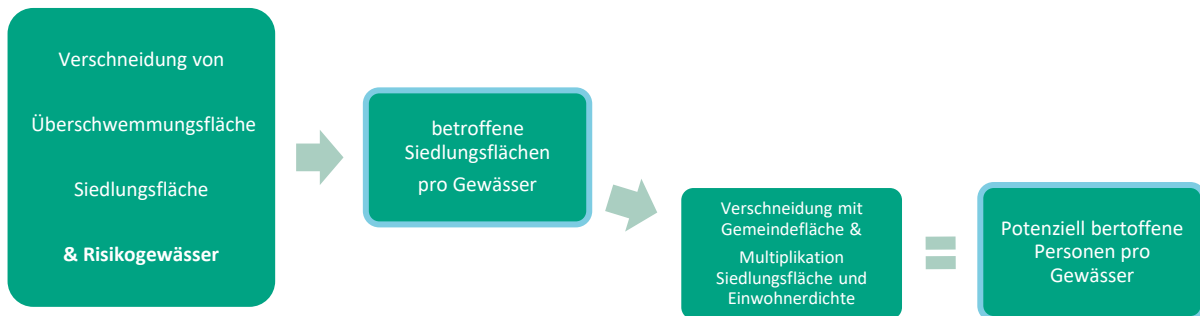 Verschneidung von
Überschwemmungsfläche
Siedlungsfläche
& Risikogewässer
betroffene
Siedlungsflächen
pro Gewässer
Verschneidung mit
Gemeindefläche &
Multiplikation
Siedlungsfläche und
Einwohnerdichte
Potenziell bertoffene
Personen pro
Gewässer